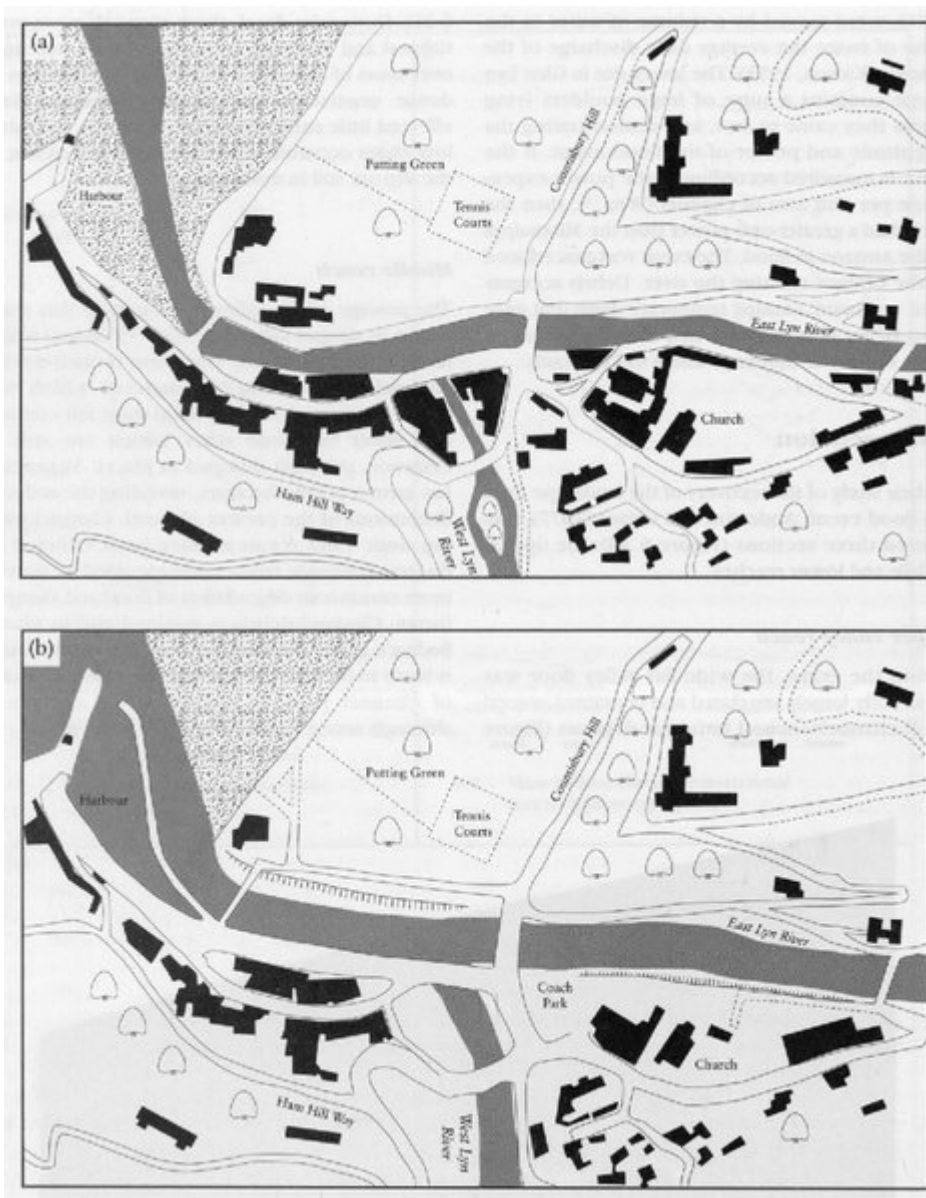 (a)
Harbour
Putting Green
Tennis
Courts
Countisbury Hill
East Lyn River
Church
Ham Hill Way
West Lyn
River
(b)
Harbour
Putting Green
Tennis
Courts
Countisbury Hill
East Lyn River
Coach
Park
Church
Ham Hill Way
West Lyn
River